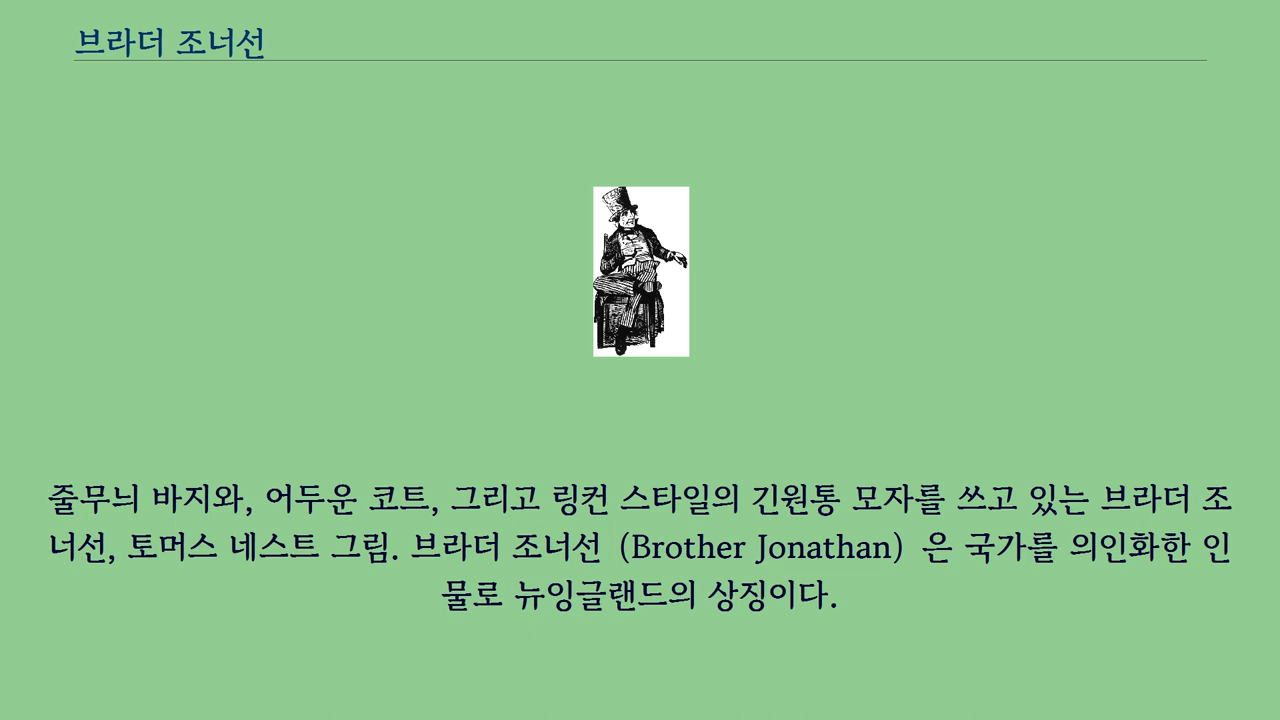 브라더 조너선
줄무늬 바지와, 어두운 코트, 그리고 링컨 스타일의 긴원통 모자를 쓰고 있는 브라더 조
너선, 토머스 네스트 그림. 브라더 조너선 (Brother Jonathan) 은 국가를 의인화한 인
물로 뉴잉글랜드의 상징이다.